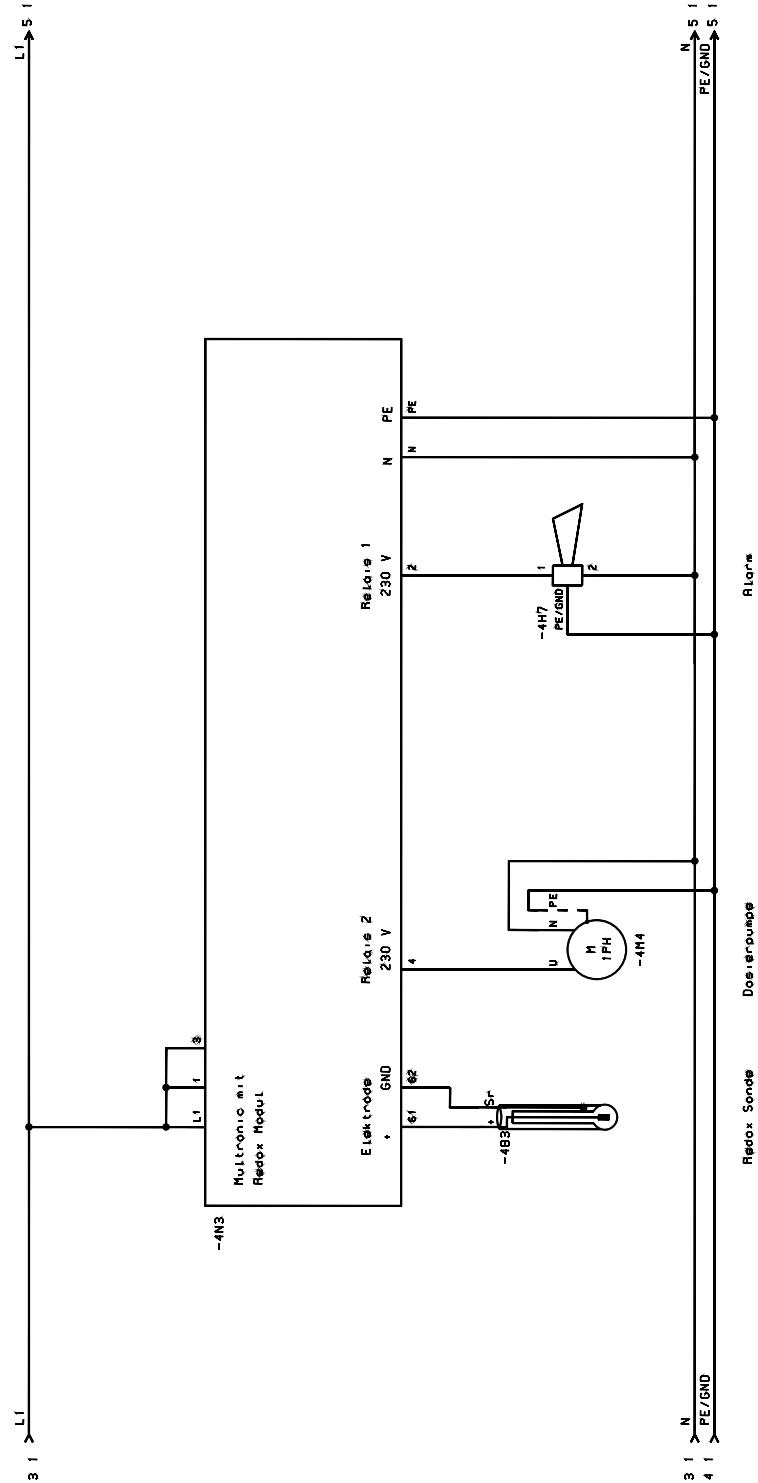 3 1
L1
L1
5 1
-4N3
L1
1
3
Multronic mit
Redox Modul
Elektrode
+
GND
Relais 2
230 V
Relais 1
230 V
N
PE
61
62
4
2
N
PE
+
Sr
-4B3
U
N
PE
M
1PH
-4M4
-4H7
PE/GND
1
2
3 1
N
N
5 1
4 1
PE/GND
PE/GND
5 1
Redox Sonde
Dosierpumpe
Alarm